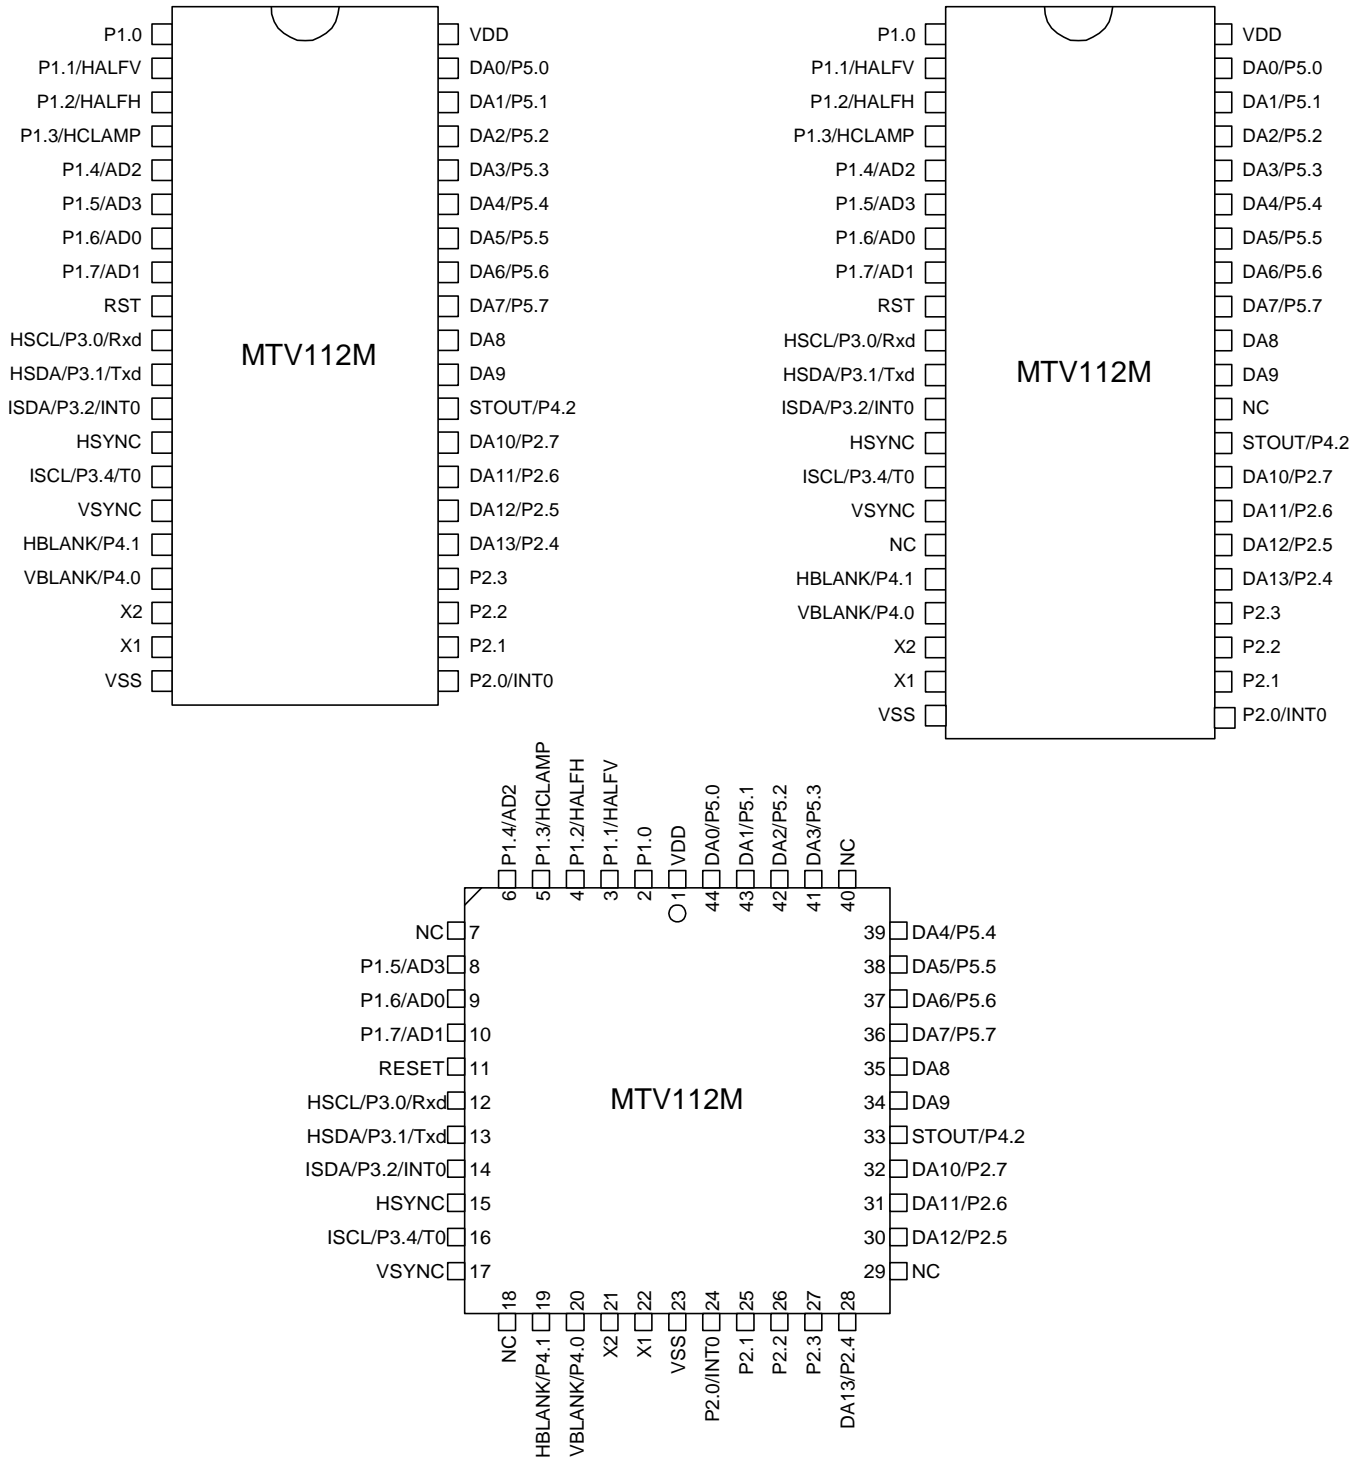 P1.0
P1.1/HALFV
P1.2/HALFH
P1.3/HCLAMP
P1.4/AD2
P1.5/AD3
P1.6/AD0
P1.7/AD1
RST
HSCL/P3.0/Rxd
HSDA/P3.1/Txd
ISDA/P3.2/INT0
HSYNC
ISCL/P3.4/T0
VSYNC
HBLANK/P4.1
VBLANK/P4.0
X2
X1
VSS
MTV112M
VDD
DA0/P5.0
DA1/P5.1
DA2/P5.2
DA3/P5.3
DA4/P5.4
DA5/P5.5
DA6/P5.6
DA7/P5.7
DA8
DA9
STOUT/P4.2
DA10/P2.7
DA11/P2.6
DA12/P2.5
DA13/P2.4
P2.3
P2.2
P2.1
P2.0/INT0
P1.0
P1.1/HALFV
P1.2/HALFH
P1.3/HCLAMP
P1.4/AD2
P1.5/AD3
P1.6/AD0
P1.7/AD1
RST
HSCL/P3.0/Rxd
HSDA/P3.1/Txd
ISDA/P3.2/INT0
HSYNC
ISCL/P3.4/T0
VSYNC
NC
HBLANK/P4.1
VBLANK/P4.0
X2
X1
VSS
MTV112M
VDD
DA0/P5.0
DA1/P5.1
DA2/P5.2
DA3/P5.3
DA4/P5.4
DA5/P5.5
DA6/P5.6
DA7/P5.7
DA8
DA9
NC
STOUT/P4.2
DA10/P2.7
DA11/P2.6
DA12/P2.5
DA13/P2.4
P2.3
P2.2
P2.1
P2.0/INT0
6 P1.4/AD2
5 P1.3/HCLAMP
4 P1.2/HALFH
3 P1.1/HALFV
2 P1.0
1 VDD
44 DA0/P5.0
43 DA1/P5.1
42 DA2/P5.2
41 DA3/P5.3
40 NC
NC 7
P1.5/AD3 8
P1.6/AD0 9
P1.7/AD1 10
RESET 11
HSCL/P3.0/Rxd 12
HSDA/P3.1/Txd 13
ISDA/P3.2/INT0 14
HSYNC 15
ISCL/P3.4/T0 16
VSYNC 17
MTV112M
39 DA4/P5.4
38 DA5/P5.5
37 DA6/P5.6
36 DA7/P5.7
35 DA8
34 DA9
33 STOUT/P4.2
32 DA10/P2.7
31 DA11/P2.6
30 DA12/P2.5
29 NC
NC 18
HBLANK/P4.1 19
VBLANK/P4.0 20
X2 21
X1 22
VSS 23
P2.0/INT0 24
P2.1 25
P2.2 26
P2.3 27
DA13/P2.4 28